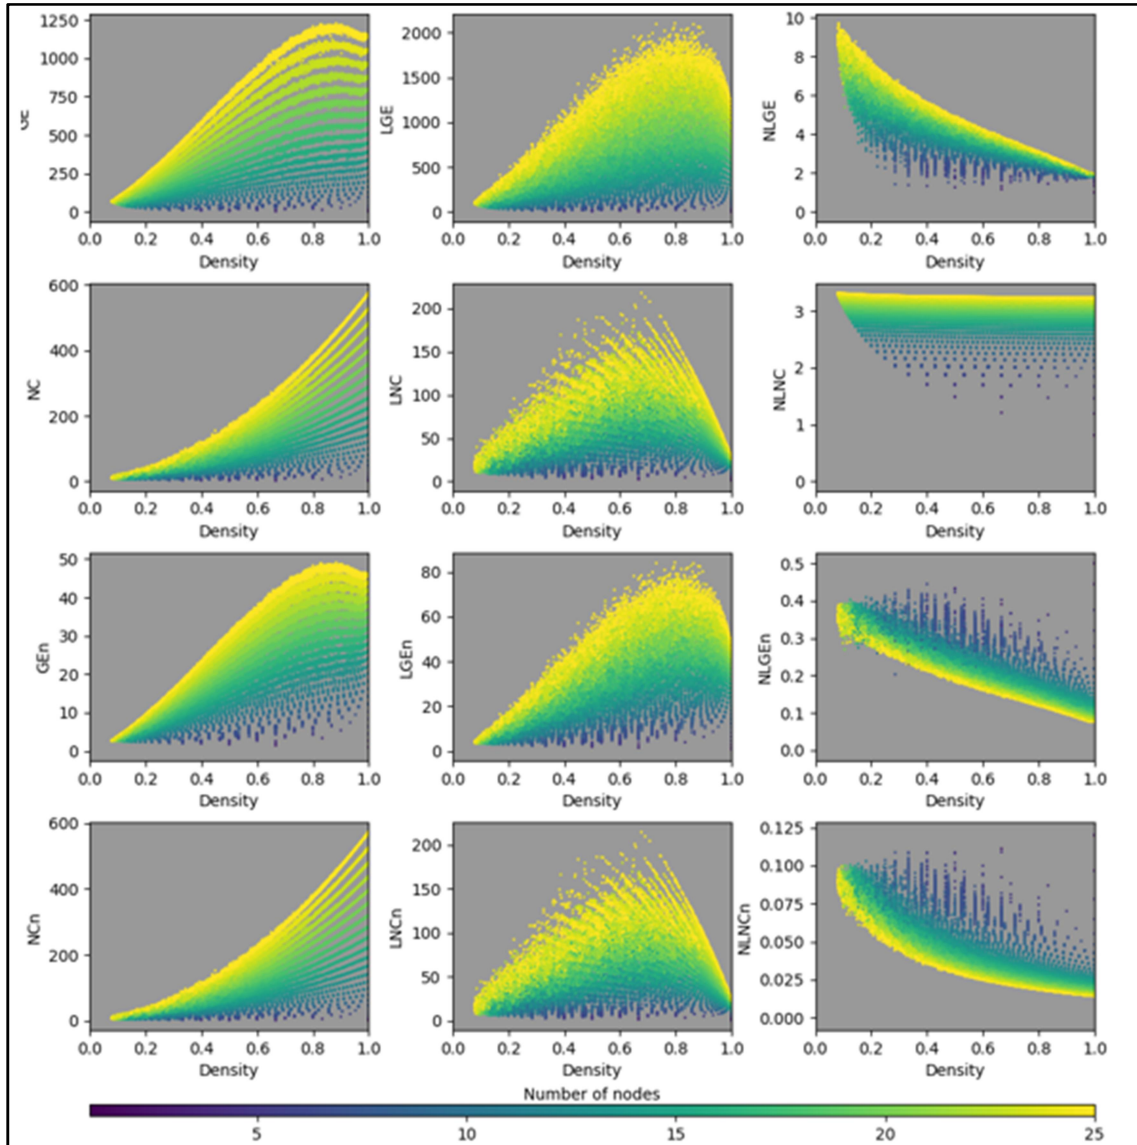 1250
1000
750
500
250
0
GE
0.0 0.2 0.4 0.6 0.8 1.0
Density
2000
1500
1000
500
0
LGE
0.0 0.2 0.4 0.6 0.8 1.0
Density
10
8
6
4
2
0
NLGE
0.0 0.2 0.4 0.6 0.8 1.0
Density
600
400
200
0
NC
0.0 0.2 0.4 0.6 0.8 1.0
Density
200
150
100
50
0
LNC
0.0 0.2 0.4 0.6 0.8 1.0
Density
3
2
1
0
NLNC
0.0 0.2 0.4 0.6 0.8 1.0
Density
50
40
30
20
10
0
GEn
0.0 0.2 0.4 0.6 0.8 1.0
Density
80
60
40
20
0
LGEn
0.0 0.2 0.4 0.6 0.8 1.0
Density
0.5
0.4
0.3
0.2
0.1
0.0
NLGEn
0.0 0.2 0.4 0.6 0.8 1.0
Density
600
400
200
0
NCn
0.0 0.2 0.4 0.6 0.8 1.0
Density
200
150
100
50
0
LNCn
0.0 0.2 0.4 0.6 0.8 1.0
Density
0.125
0.100
0.075
0.050
0.025
0.000
NLNCn
0.0 0.2 0.4 0.6 0.8 1.0
Density
Number of nodes
5 10 15 20 25